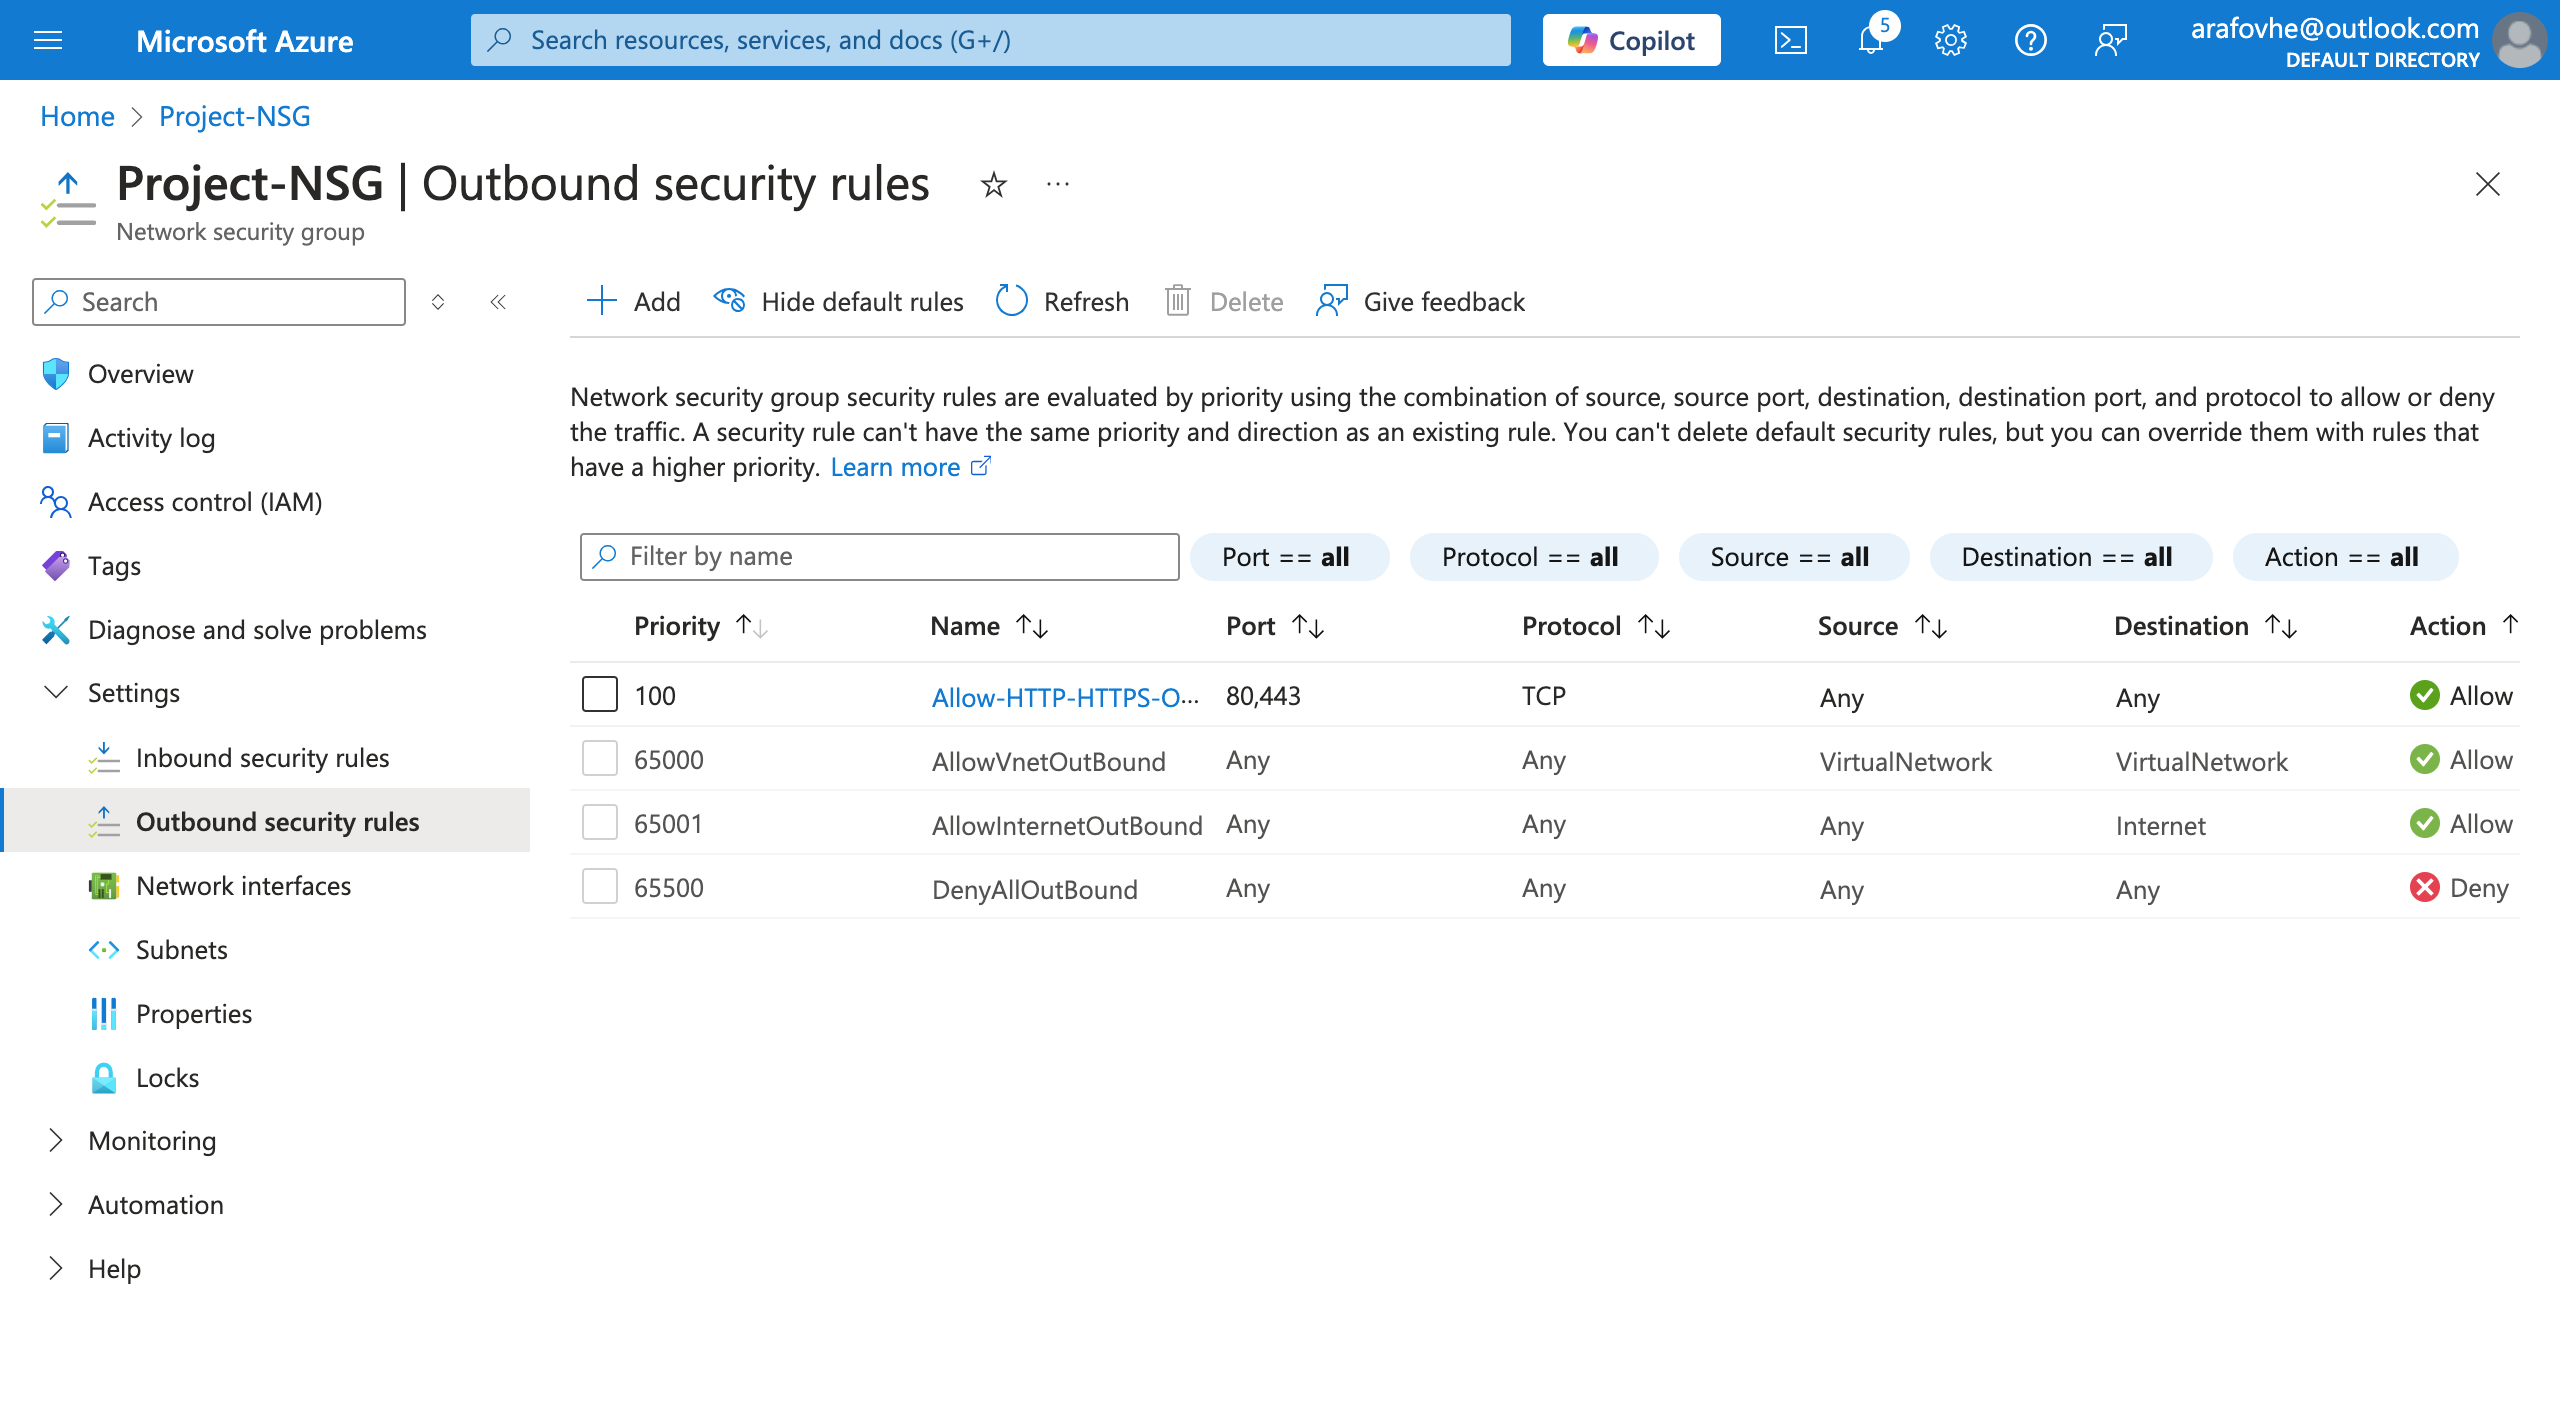 Microsoft Azure
Search resources, services, and docs (G+/)
Copilot
5
arafovhe@outlook.com
DEFAULT DIRECTORY
Home > Project-NSG
Project-NSG | Outbound security rules
Network security group
Search
Overview
Activity log
Access control (IAM)
Tags
Diagnose and solve problems
Settings
Inbound security rules
Outbound security rules
Network interfaces
Subnets
Properties
Locks
Monitoring
Automation
Help
Add Hide default rules Refresh Delete Give feedback
Network security group security rules are evaluated by priority using the combination of source, source port, destination, destination port, and protocol to allow or deny
the traffic. A security rule can't have the same priority and direction as an existing rule. You can't delete default security rules, but you can override them with rules that
have a higher priority. Learn more
Filter by name Port == all Protocol == all Source == all Destination == all Action == all
Priority Name Port Protocol Source Destination Action
100 Allow-HTTP-HTTPS-O... 80,443 TCP Any Any Allow
65000 AllowVnetOutBound Any Any VirtualNetwork VirtualNetwork Allow
65001 AllowInternetOutBound Any Any Any Internet Allow
65500 DenyAllOutBound Any Any Any Any Deny